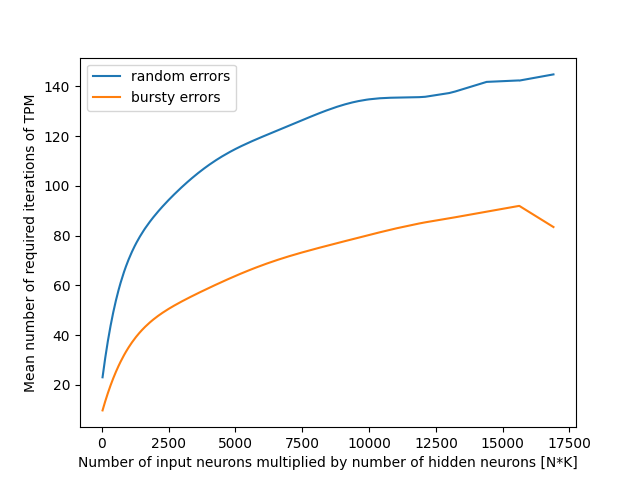 random errors
bursty errors
Mean number of required iterations of TPM
140
120
100
80
60
40
20
0 2500 5000 7500 10000 12500 15000 17500
Number of input neurons multiplied by number of hidden neurons [N*K]